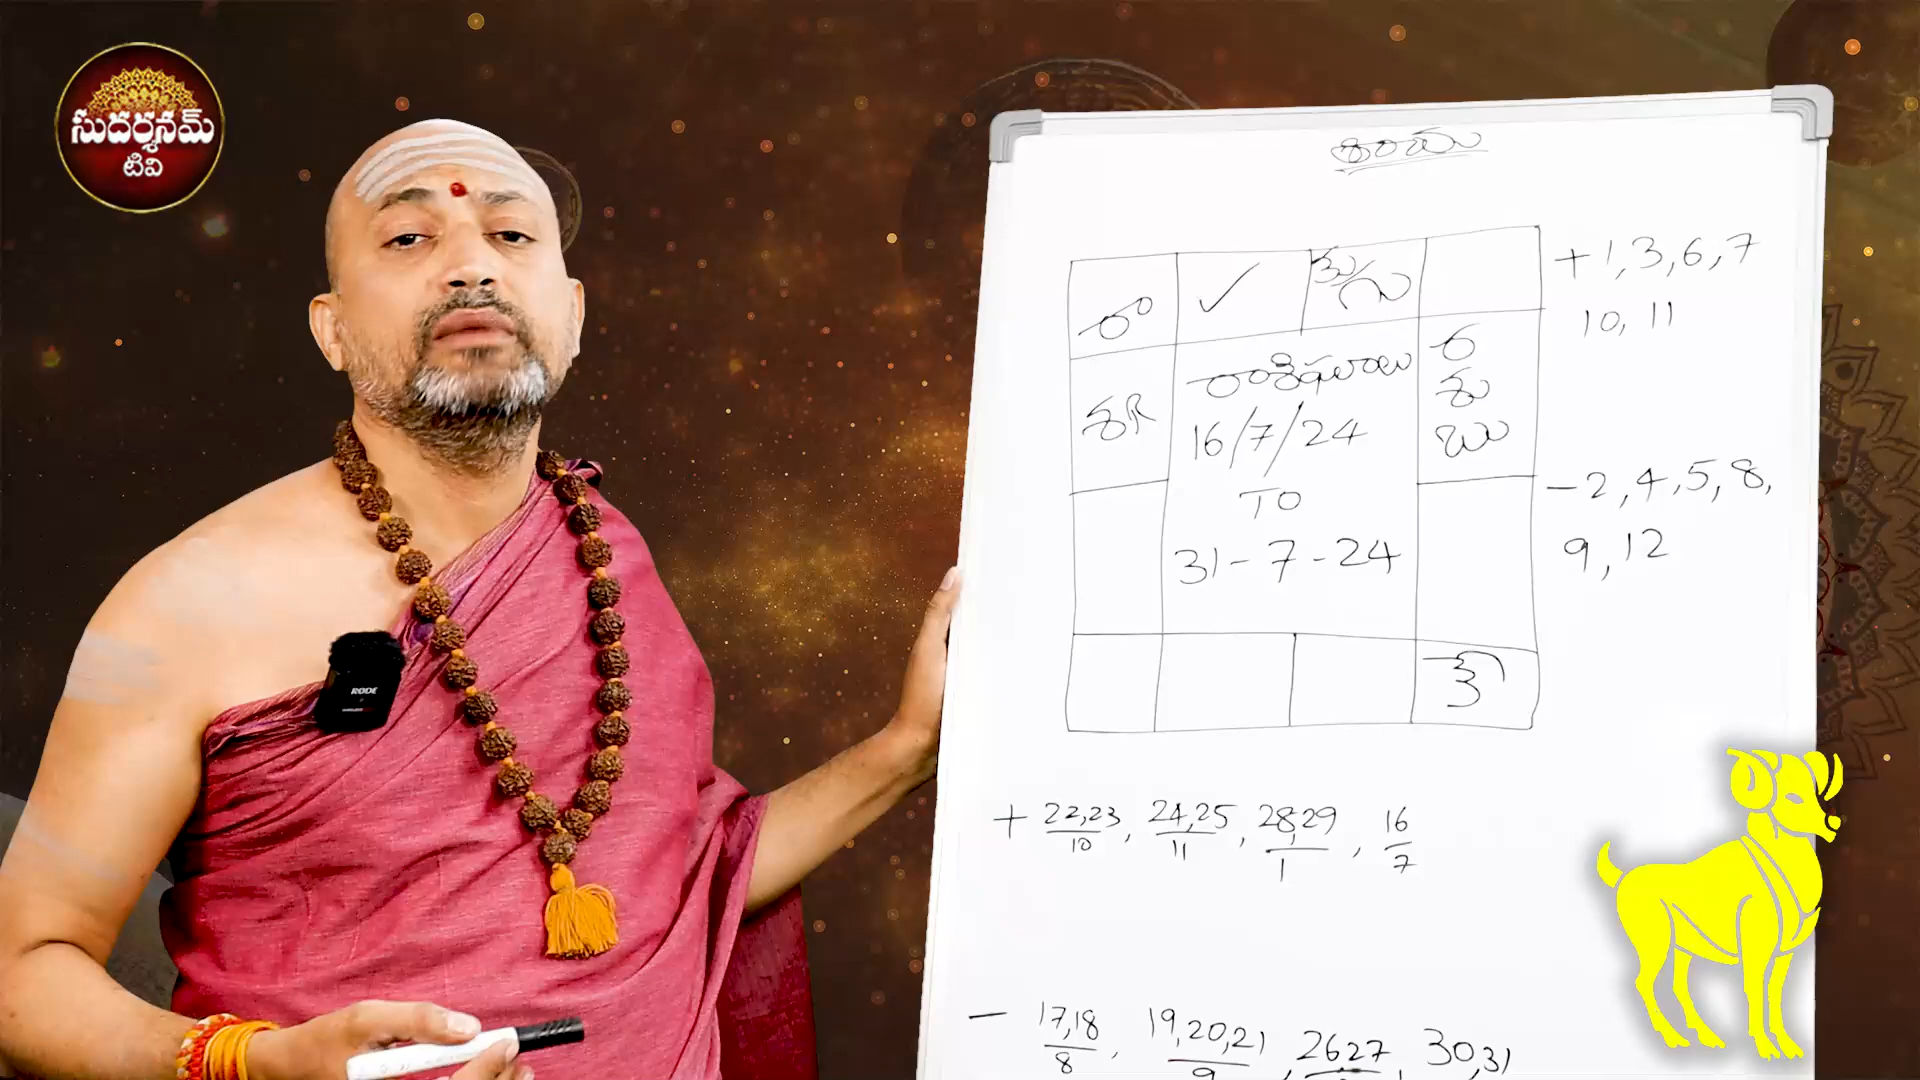 సుదర్శనమ్
టివి
శ్రీరామ
రా
✓
కు/గు
+1,3,6,7
10, 11
రాశిఫలాలు
16/7/24
TO
31-7-24
శని
ర
శు
బు
-2,4,5,8,
9,12
కే
+ 22,23/10, 24,25/11, 28,29/1, 16/7
- 17,18/8, 19,20,21/9, 26,27, 30,31
RODE